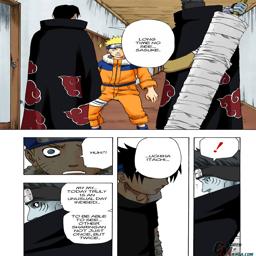 LONG
TIME NO
SEE...
SASUKE.
HUH?!
...UCHIHA
ITACHI...
!
MY MY...
TODAY TRULY
IS AN
UNUSUAL DAY
INDEED...
TO BE ABLE
TO SEE
OTHER
SHARINGAN
NOT JUST
ONCE, BUT
TWICE.